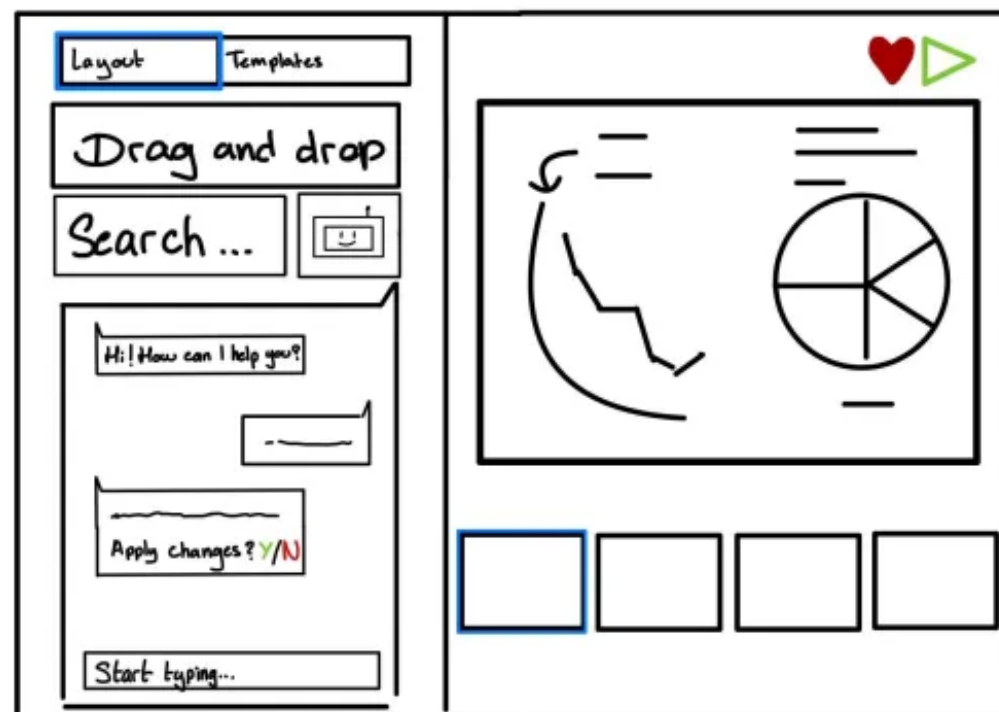 Layout
Templates
Drag and drop
Search...
Hi! How can I help you?
Apply changes? Y/N
Start typing...